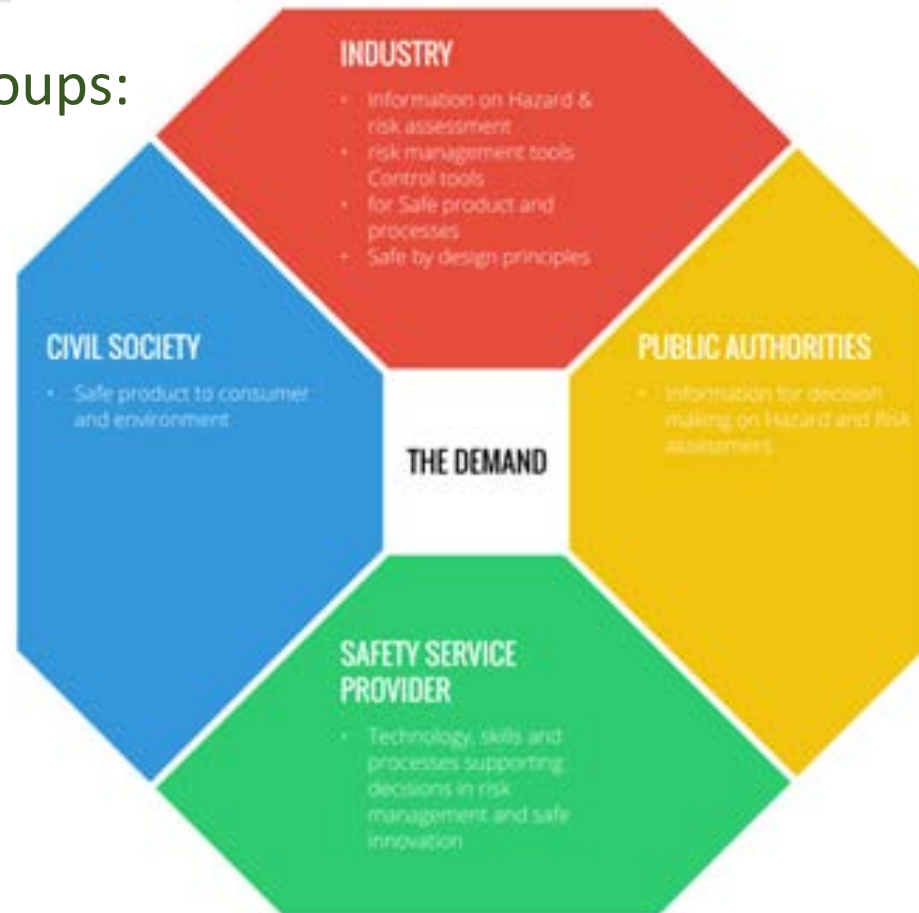 oups:
INDUSTRY
• Information on Hazard &
risk assessment
• risk management tools
Control tools
• for Safe product and
processes
• Safe by design principles
CIVIL SOCIETY
• Safe product to consumer
and environment
THE DEMAND
PUBLIC AUTHORITIES
• Information for decision
making on Hazard and Risk
assessment
SAFETY SERVICE
PROVIDER
• Technology, skills and
processes supporting
decisions in risk
management and safe
innovation